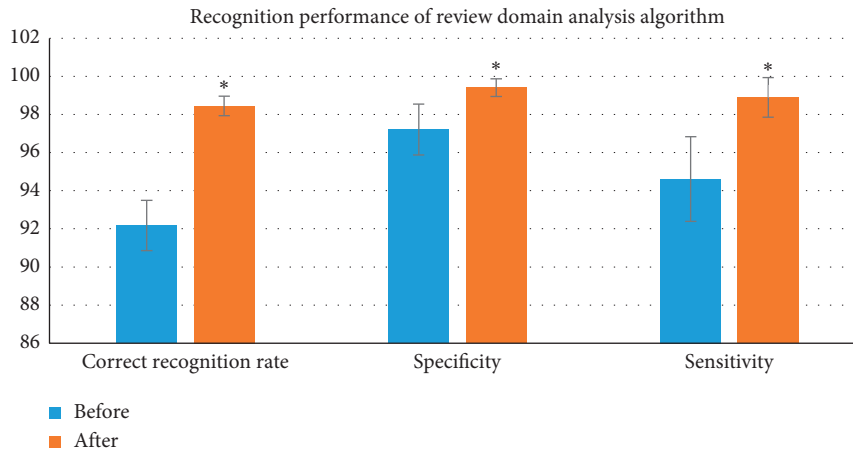 Recognition performance of review domain analysis algorithm
102
100
98
96
94
92
90
88
86
*
*
*
Correct recognition rate
Specificity
Sensitivity
Before
After